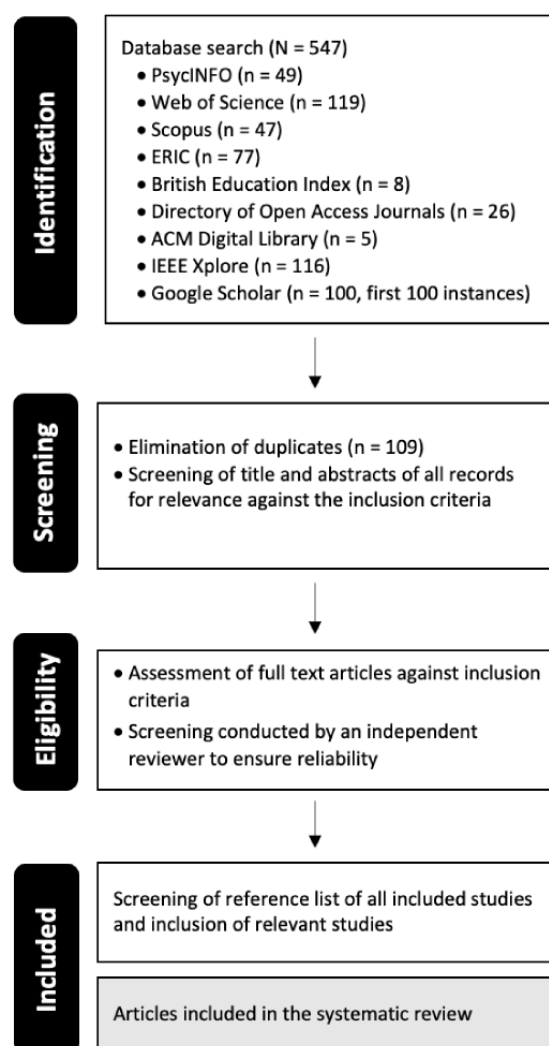 Identification
Database search (N = 547)
• PsycINFO (n = 49)
• Web of Science (n = 119)
• Scopus (n = 47)
• ERIC (n = 77)
• British Education Index (n = 8)
• Directory of Open Access Journals (n = 26)
• ACM Digital Library (n = 5)
• IEEE Xplore (n = 116)
• Google Scholar (n = 100, first 100 instances)
Screening
• Elimination of duplicates (n = 109)
• Screening of title and abstracts of all records
for relevance against the inclusion criteria
Eligibility
• Assessment of full text articles against inclusion
criteria
• Screening conducted by an independent
reviewer to ensure reliability
Included
Screening of reference list of all included studies
and inclusion of relevant studies
Articles included in the systematic review